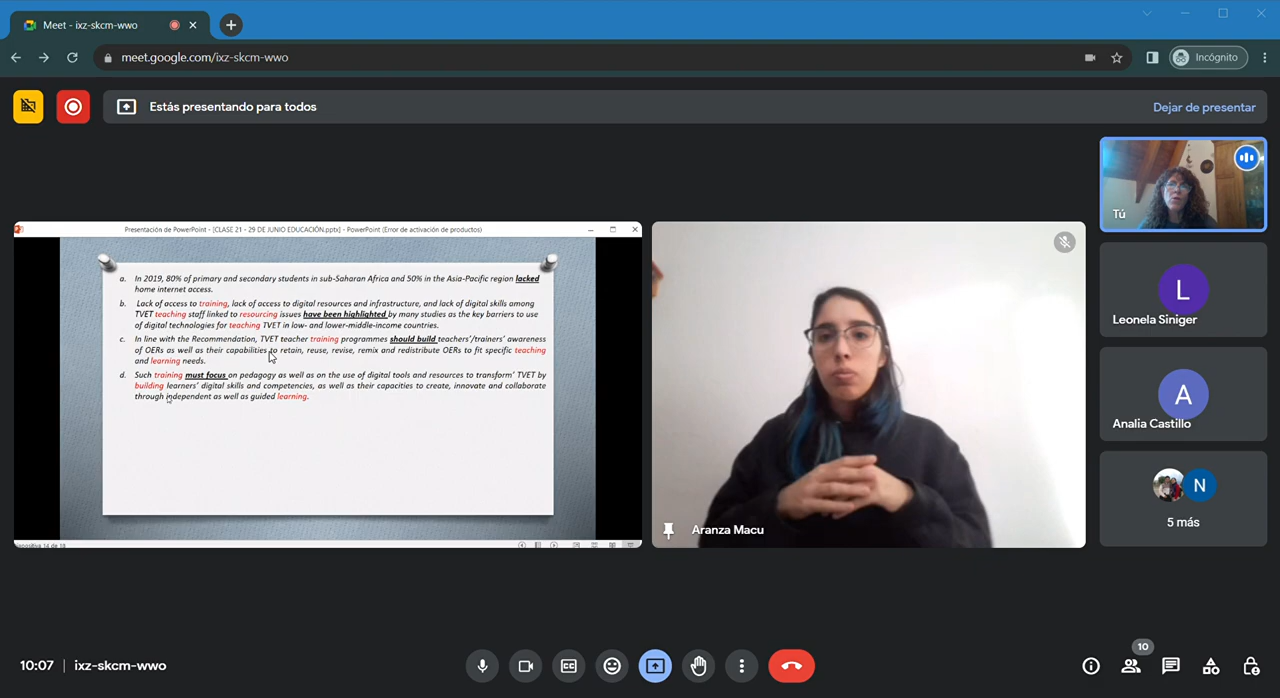 Meet - ixz-skcm-wwo
meet.google.com/ixz-skcm-wwo
Incógnito
Estás presentando para todos
Dejar de presentar
Presentación de PowerPoint - [CLASE 21 - 29 DE JUNIO EDUCACIÓN.pptx] - PowerPoint (Error de activación de productos)
a. In 2019, 80% of primary and secondary students in sub-Saharan Africa and 50% in the Asia-Pacific region lacked
home internet access.
b. Lack of access to training, lack of access to digital resources and infrastructure, and lack of digital skills among
TVET teaching staff linked to resourcing issues have been highlighted by many studies as the key barriers to use
of digital technologies for teaching TVET in low- and lower-middle-income countries.
c. In line with the Recommendation, TVET teacher training programmes should build teachers'/trainers' awareness
of OERs as well as their capabilities to retain, reuse, revise, remix and redistribute OERs to fit specific teaching
and learning needs.
d. Such training must focus on pedagogy as well as on the use of digital tools and resources to transform' TVET by
building learners' digital skills and competencies, as well as their capacities to create, innovate and collaborate
through independent as well as guided learning.
Aranza Macu
Tú
L
Leonela Siniger
A
Analia Castillo
N
5 más
10:07 | ixz-skcm-wwo
10